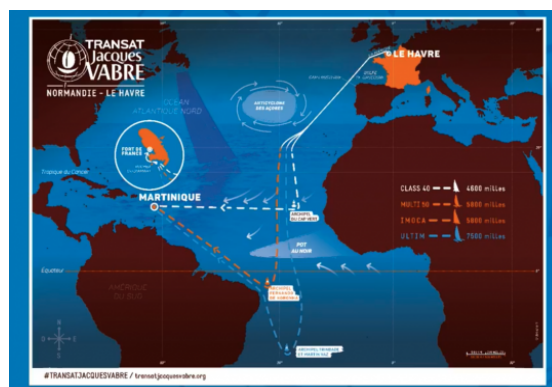 TRANSAT
Jacques
VABRE
NORMANDIE - LE HAVRE
OCÉAN
ATLANTIQUE NORD
LE HAVRE
ANTICYCLONE
DES AÇORES
FORT DE
FRANCE
Tropique du Cancer
MARTINIQUE
ARCHIPEL
DU CAP-VERT
CLASS 40 4600 milles
MULTI 50 5800 milles
IMOCA 5800 milles
ULTIM 7500 milles
POT
AU NOIR
Équateur
AMÉRIQUE
DU SUD
ARCHIPEL
FERNANDO
DE NORONHA
#TRANSATJACQUESVABRE / transatjacquesvabre.org